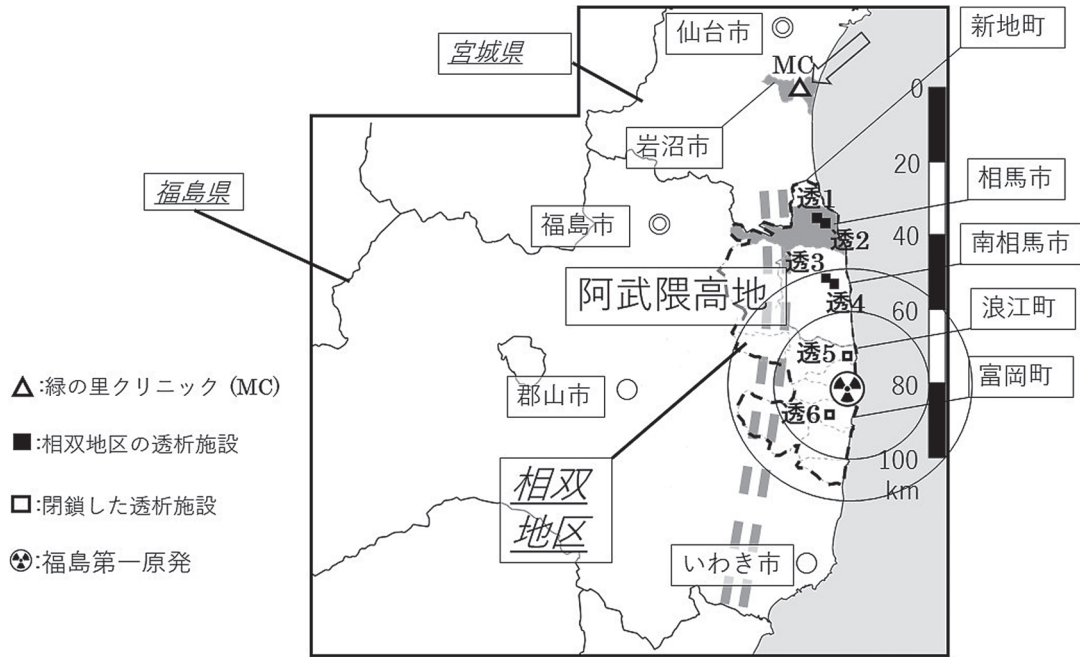 仙台市
新地町
宮城県
MC
0
岩沼市
20
相馬市
福島県
透1
福島市
透2
40
南相馬市
透3
阿武隈高地
透4
60
浪江町
透5
富岡町
80
△:緑の里クリニック (MC)
郡山市
透6
■:相双地区の透析施設
100
km
相双
地区
□:閉鎖した透析施設
☢:福島第一原発
いわき市